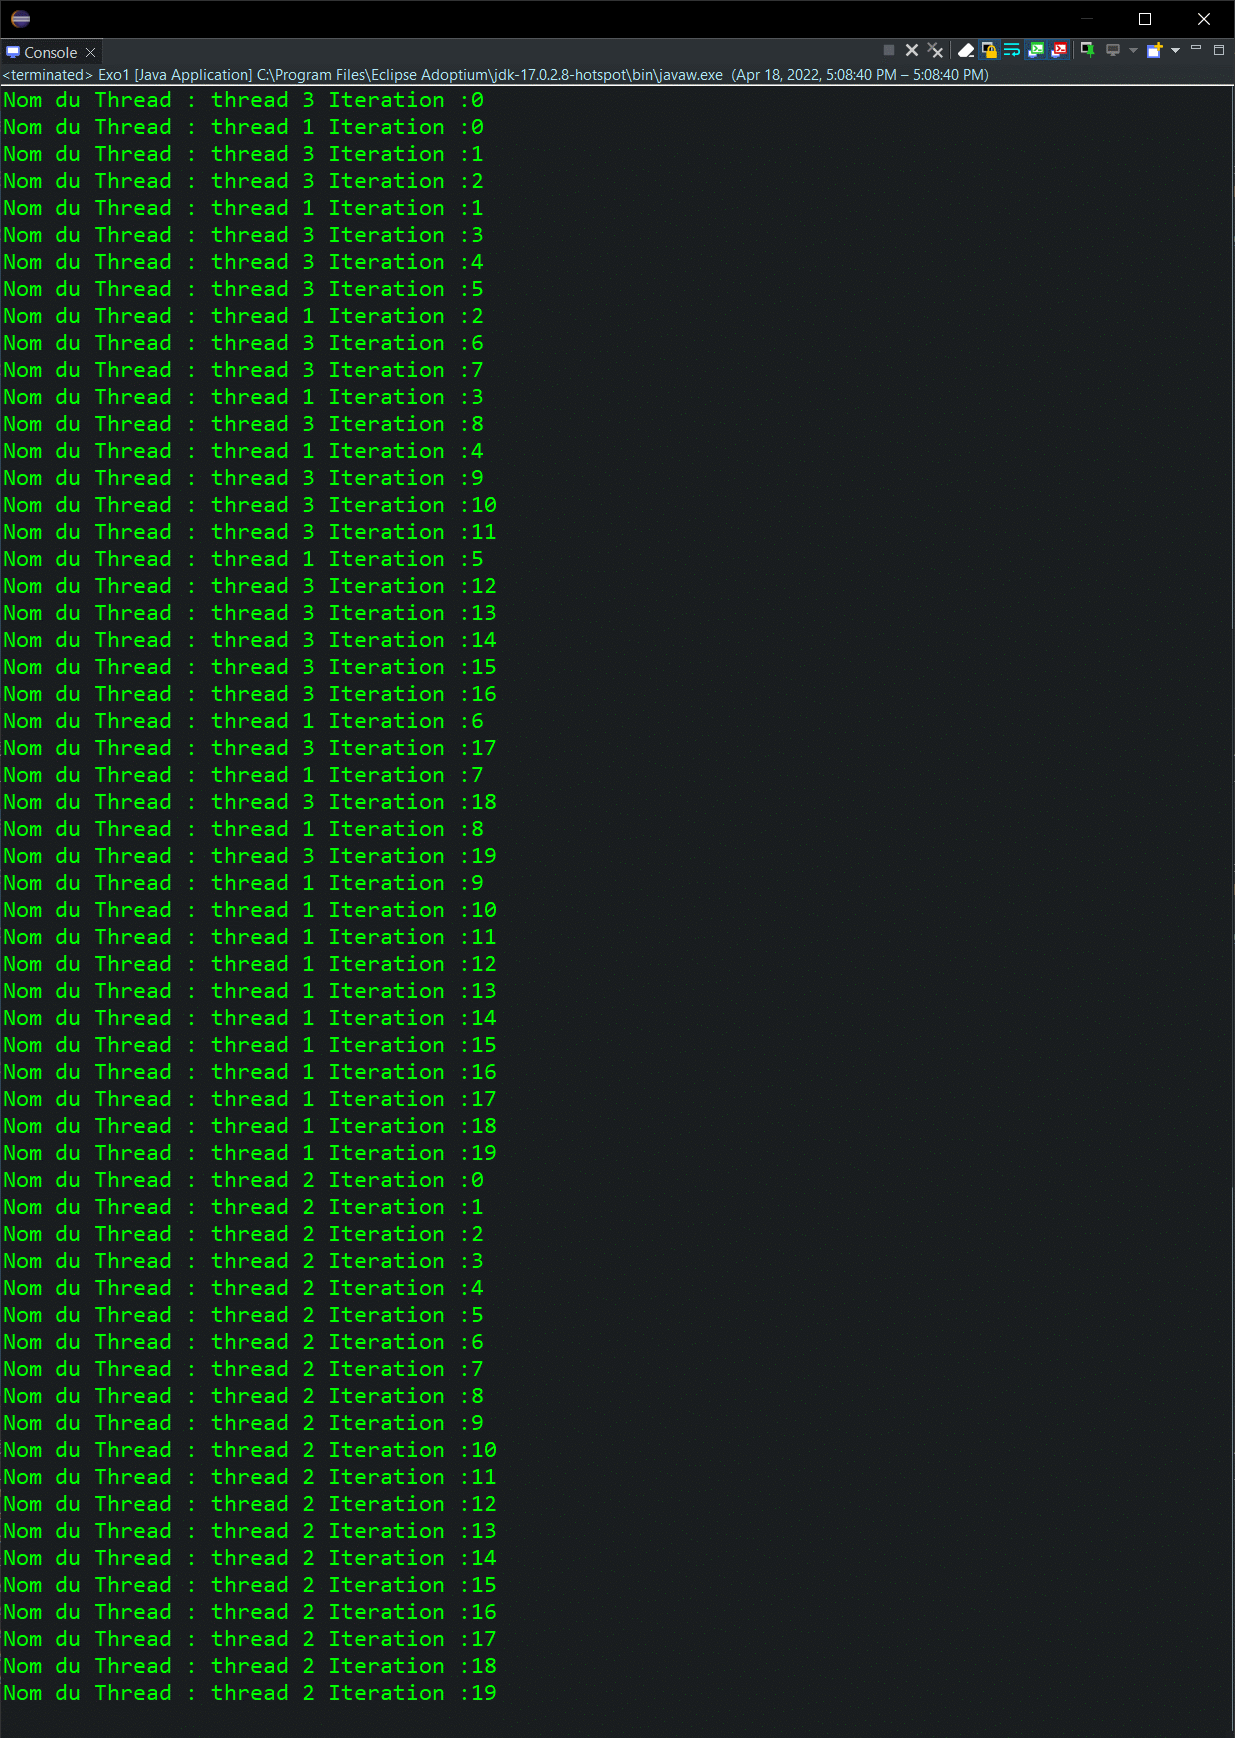 Console
<terminated> Exo1 [Java Application] C:\Program Files\Eclipse Adoptium\jdk-17.0.2.8-hotspot\bin\javaw.exe (Apr 18, 2022, 5:08:40 PM – 5:08:40 PM)
Nom du Thread : thread 3 Iteration :0
Nom du Thread : thread 1 Iteration :0
Nom du Thread : thread 3 Iteration :1
Nom du Thread : thread 3 Iteration :2
Nom du Thread : thread 1 Iteration :1
Nom du Thread : thread 3 Iteration :3
Nom du Thread : thread 3 Iteration :4
Nom du Thread : thread 3 Iteration :5
Nom du Thread : thread 1 Iteration :2
Nom du Thread : thread 3 Iteration :6
Nom du Thread : thread 3 Iteration :7
Nom du Thread : thread 1 Iteration :3
Nom du Thread : thread 3 Iteration :8
Nom du Thread : thread 1 Iteration :4
Nom du Thread : thread 3 Iteration :9
Nom du Thread : thread 3 Iteration :10
Nom du Thread : thread 3 Iteration :11
Nom du Thread : thread 1 Iteration :5
Nom du Thread : thread 3 Iteration :12
Nom du Thread : thread 3 Iteration :13
Nom du Thread : thread 3 Iteration :14
Nom du Thread : thread 3 Iteration :15
Nom du Thread : thread 3 Iteration :16
Nom du Thread : thread 1 Iteration :6
Nom du Thread : thread 3 Iteration :17
Nom du Thread : thread 1 Iteration :7
Nom du Thread : thread 3 Iteration :18
Nom du Thread : thread 1 Iteration :8
Nom du Thread : thread 3 Iteration :19
Nom du Thread : thread 1 Iteration :9
Nom du Thread : thread 1 Iteration :10
Nom du Thread : thread 1 Iteration :11
Nom du Thread : thread 1 Iteration :12
Nom du Thread : thread 1 Iteration :13
Nom du Thread : thread 1 Iteration :14
Nom du Thread : thread 1 Iteration :15
Nom du Thread : thread 1 Iteration :16
Nom du Thread : thread 1 Iteration :17
Nom du Thread : thread 1 Iteration :18
Nom du Thread : thread 1 Iteration :19
Nom du Thread : thread 2 Iteration :0
Nom du Thread : thread 2 Iteration :1
Nom du Thread : thread 2 Iteration :2
Nom du Thread : thread 2 Iteration :3
Nom du Thread : thread 2 Iteration :4
Nom du Thread : thread 2 Iteration :5
Nom du Thread : thread 2 Iteration :6
Nom du Thread : thread 2 Iteration :7
Nom du Thread : thread 2 Iteration :8
Nom du Thread : thread 2 Iteration :9
Nom du Thread : thread 2 Iteration :10
Nom du Thread : thread 2 Iteration :11
Nom du Thread : thread 2 Iteration :12
Nom du Thread : thread 2 Iteration :13
Nom du Thread : thread 2 Iteration :14
Nom du Thread : thread 2 Iteration :15
Nom du Thread : thread 2 Iteration :16
Nom du Thread : thread 2 Iteration :17
Nom du Thread : thread 2 Iteration :18
Nom du Thread : thread 2 Iteration :19